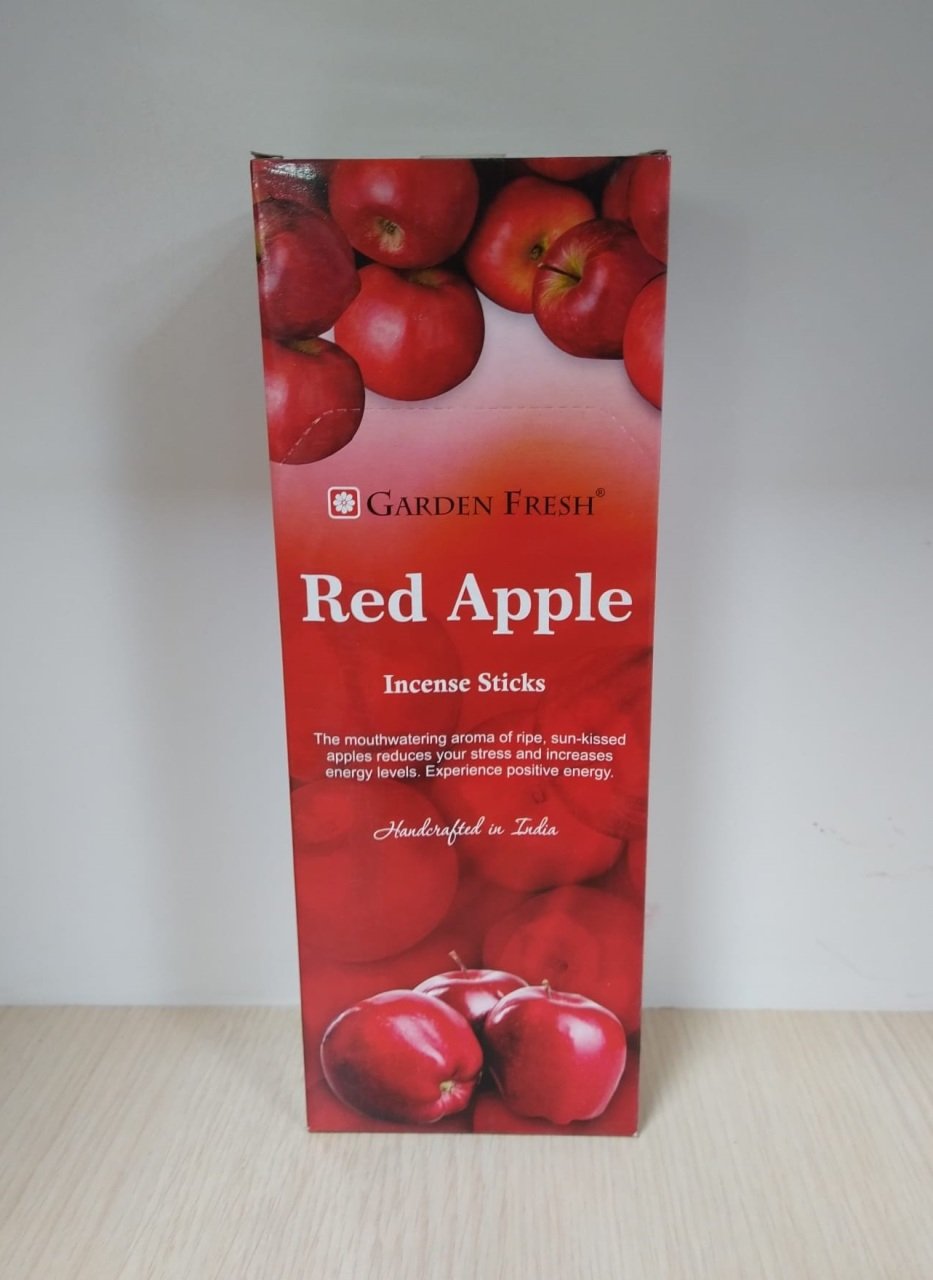 GARDEN FRESH®
Red Apple
Incense Sticks
The mouthwatering aroma of ripe, sun-kissed
apples reduces your stress and increases
energy levels. Experience positive energy.
Handcrafted in India